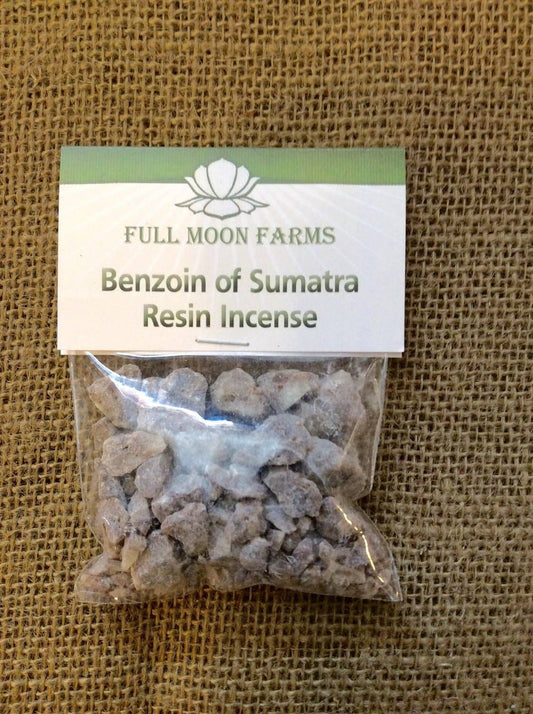 FULL MOON FARMS
Benzoin of Sumatra
Resin Incense